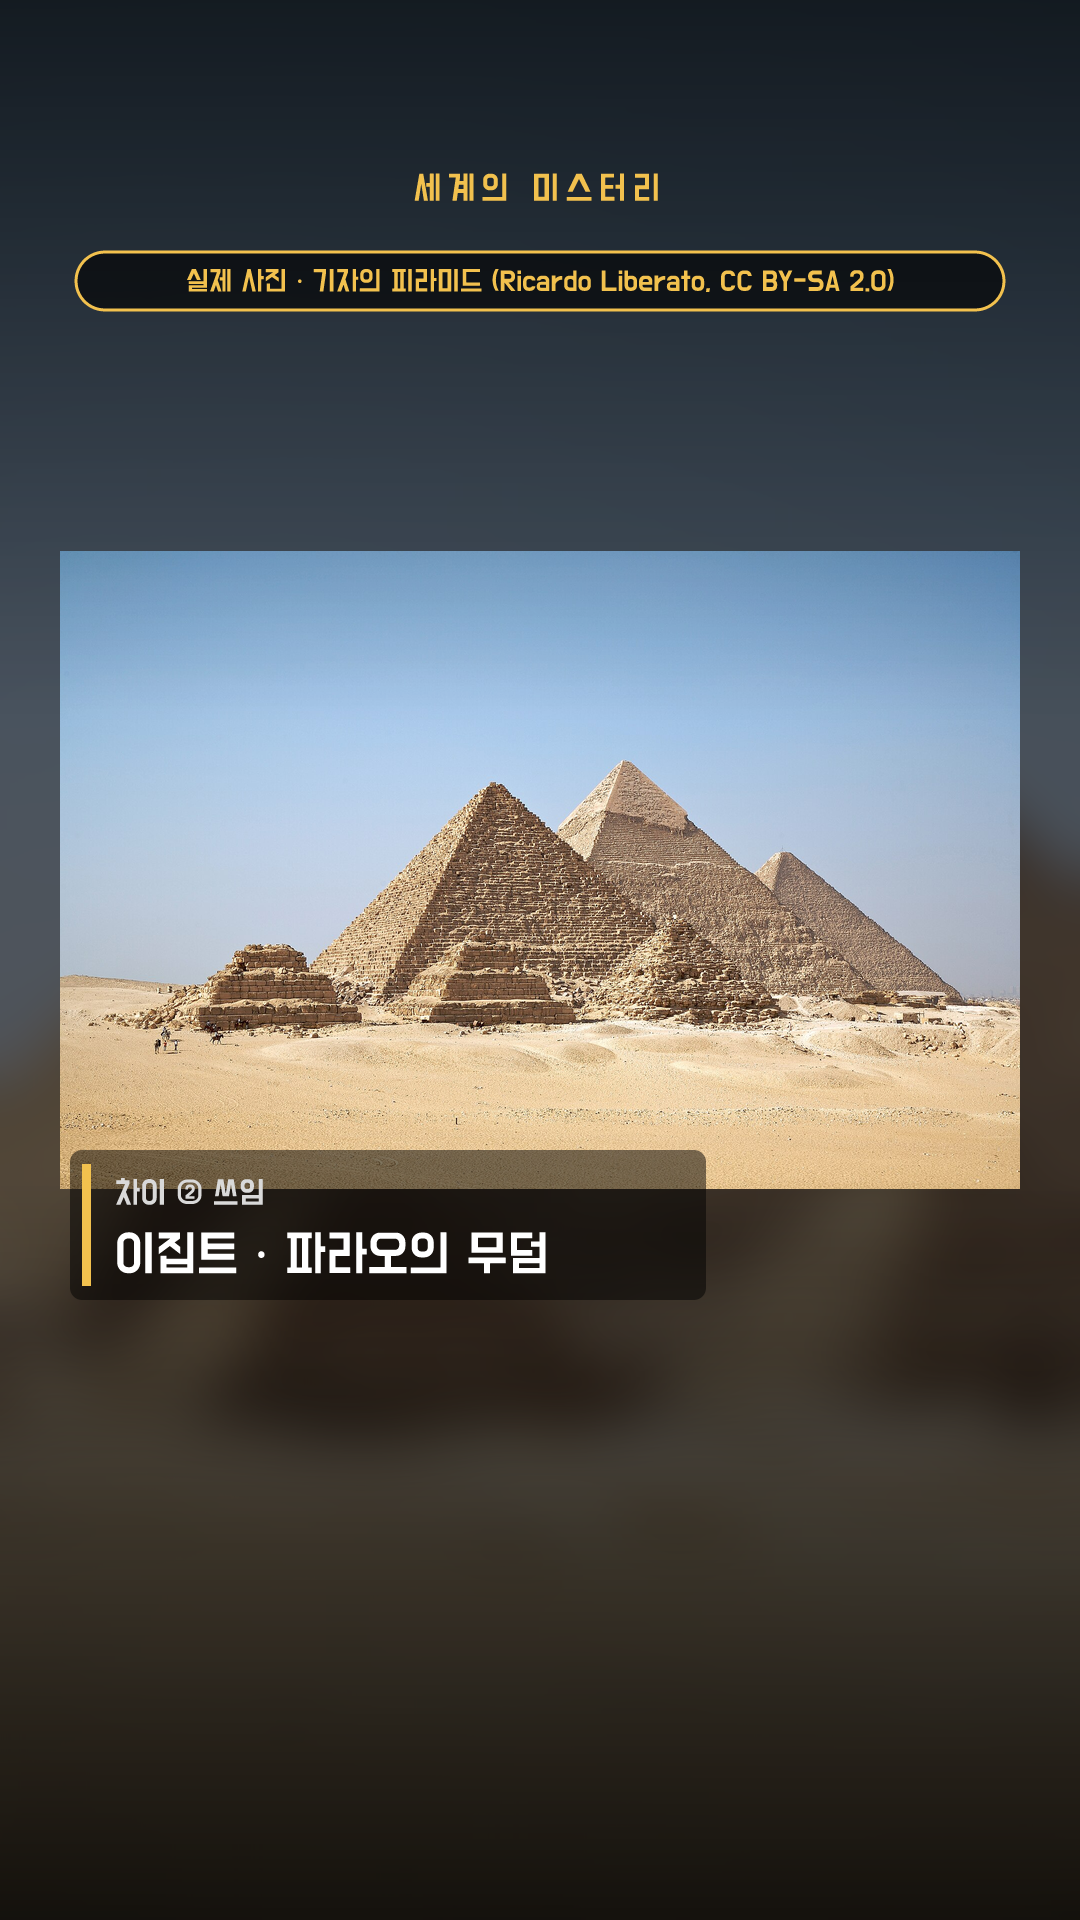 세계의 미스터리
실제 사진 · 기자의 피라미드 (Ricardo Liberato, CC BY-SA 2.0)
차이 ② 쓰임
이집트 · 파라오의 무덤